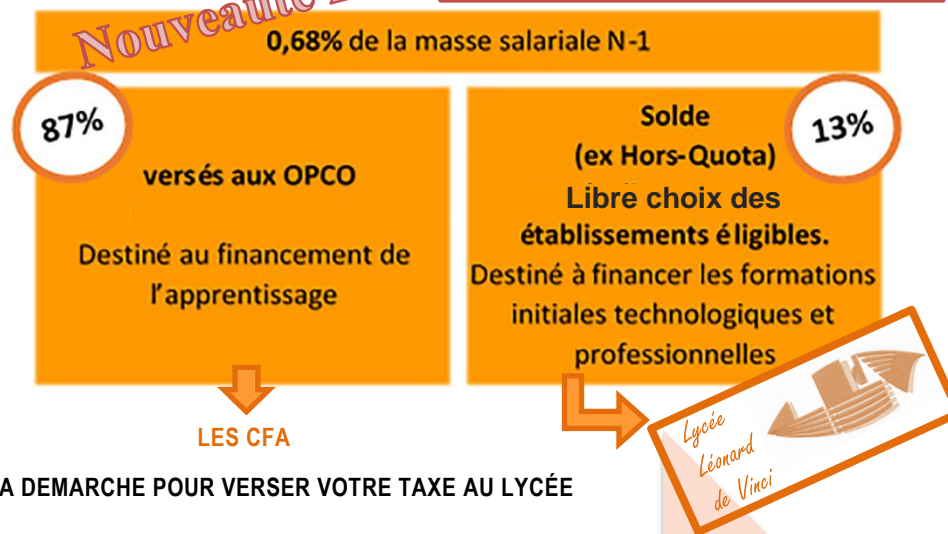 Nouveauté
0,68% de la masse salariale N-1
87%
versés aux OPCO
Destiné au financement de
l'apprentissage
Solde
(ex Hors-Quota)
13%
Libre choix des
établissements éligibles.
Destiné à financer les formations
initiales technologiques et
professionnelles
LES CFA
Lycée
Léonard
de Vinci
A DEMARCHE POUR VERSER VOTRE TAXE AU LYCÉE